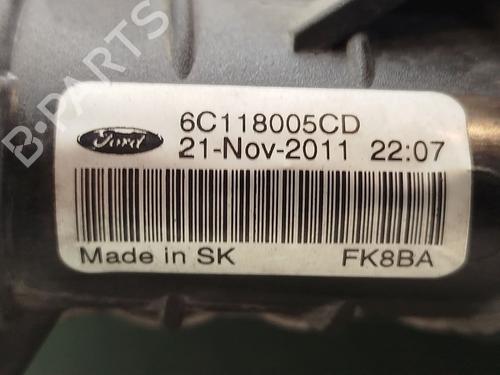 B-PARTS
Ford
6C118005CD
21-Nov-2011 22:07
Made in SK FK8BA